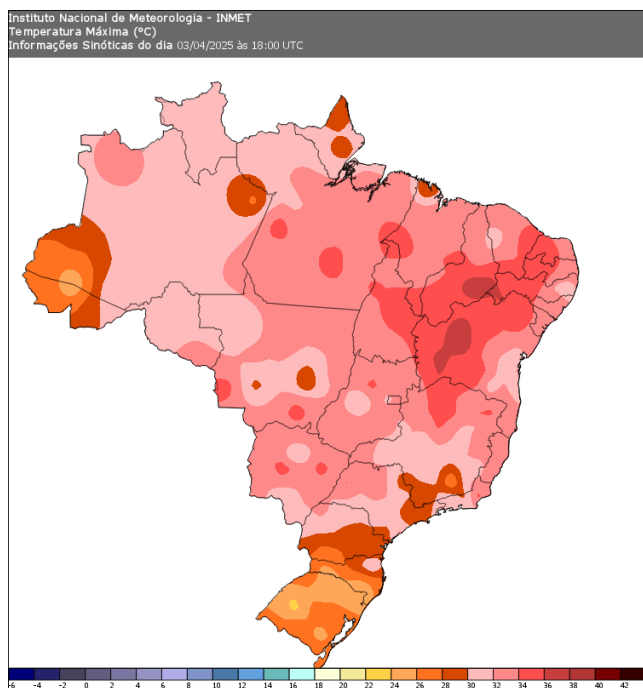 Instituto Nacional de Meteorologia - INMET
Temperatura Máxima (°C)
Informações Sinóticas do dia 03/04/2025 às 18:00 UTC
-6 -4 -2 0 2 4 6 8 10 12 14 16 18 20 22 24 26 28 30 32 34 36 38 40 42